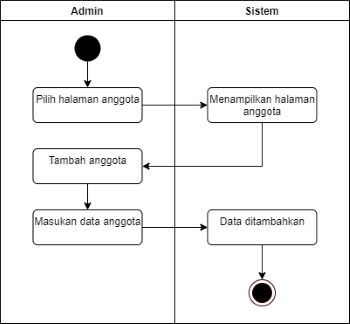 Admin
Sistem
Pilih halaman anggota
Menampilkan halaman
anggota
Tambah anggota
Masukan data anggota
Data ditambahkan